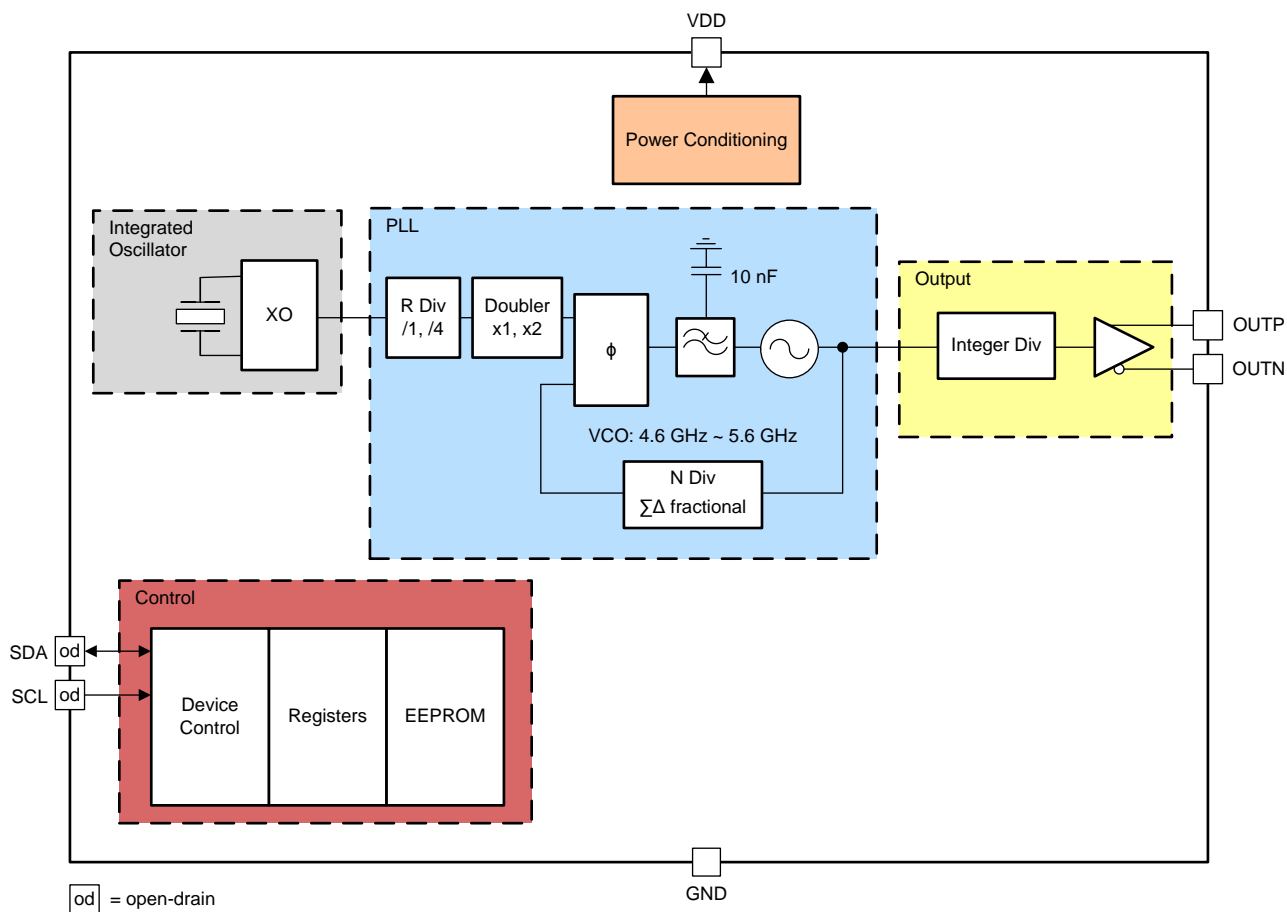 VDD
Power Conditioning
Integrated
Oscillator
XO
PLL
R Div
/1, /4
Doubler
x1, x2
ϕ
10 nF
VCO: 4.6 GHz ~ 5.6 GHz
N Div
∑Δ fractional
Output
Integer Div
OUTP
OUTN
Control
SDA
od
SCL
od
Device
Control
Registers
EEPROM
GND
od = open-drain